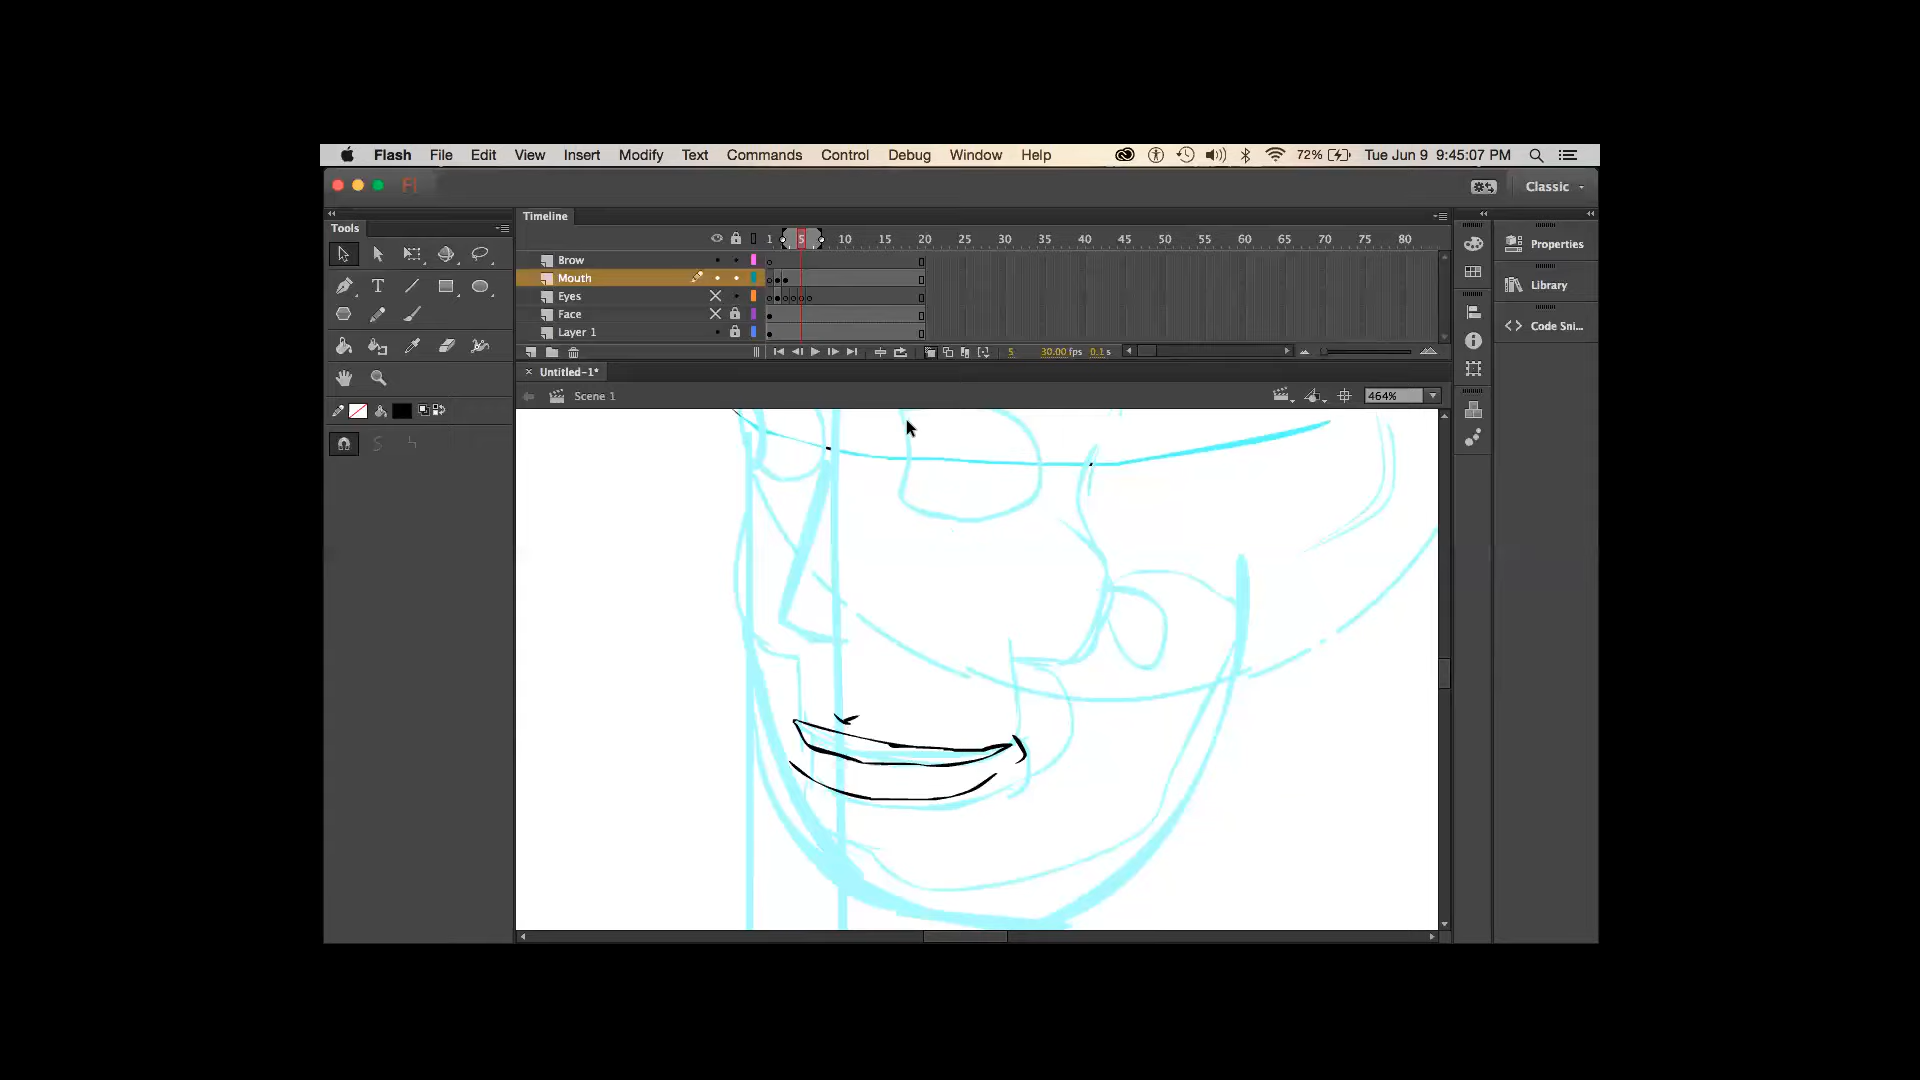 Flash File Edit View Insert Modify Text Commands Control Debug Window Help 72% Tue Jun 9 9:45:07 PM
Fl Classic
Tools
Timeline
1 5 10 15 20 25 30 35 40 45 50 55 60 65 70 75 80
Brow
Mouth
Eyes
Face
Layer 1
5 30.00 fps 0.1 s
Untitled-1*
Scene 1 464%
T
Properties
Library
Code Sni...